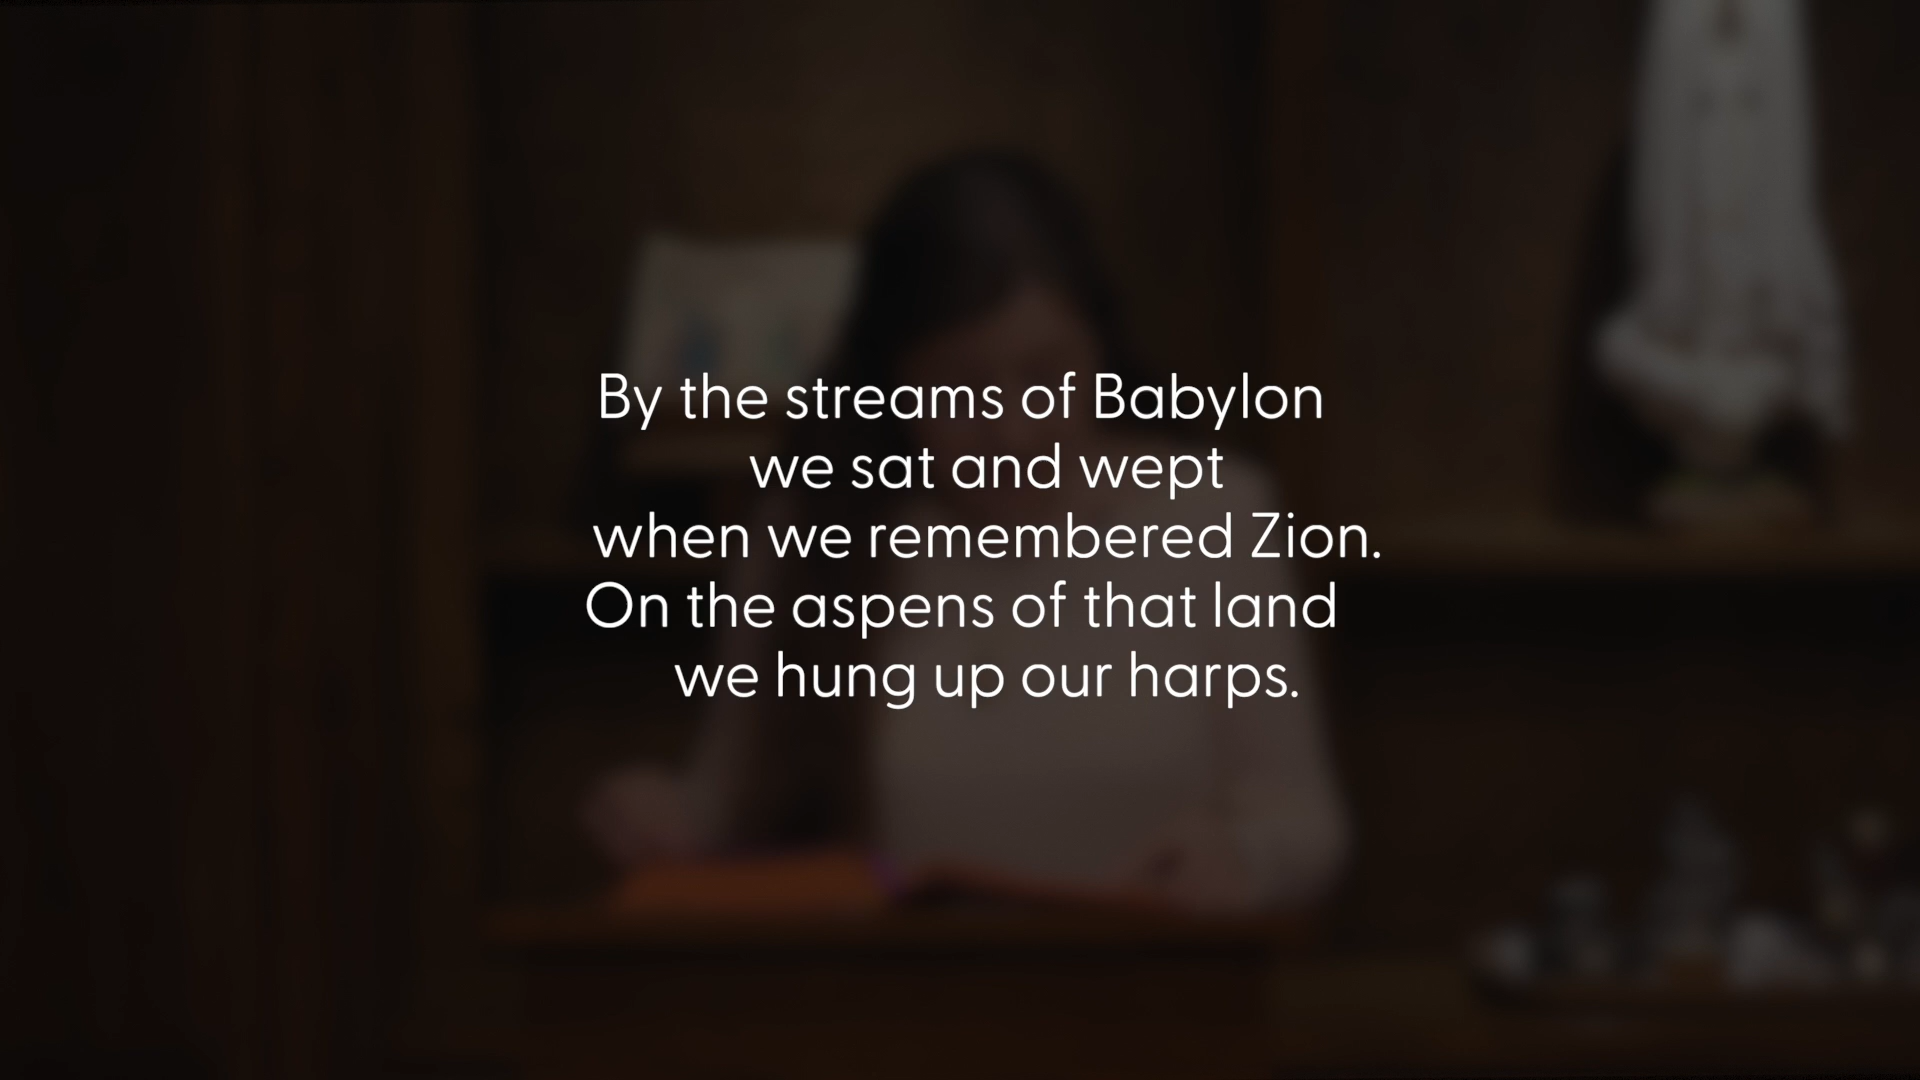 By the streams of Babylon
we sat and wept
when we remembered Zion.
On the aspens of that land
we hung up our harps.